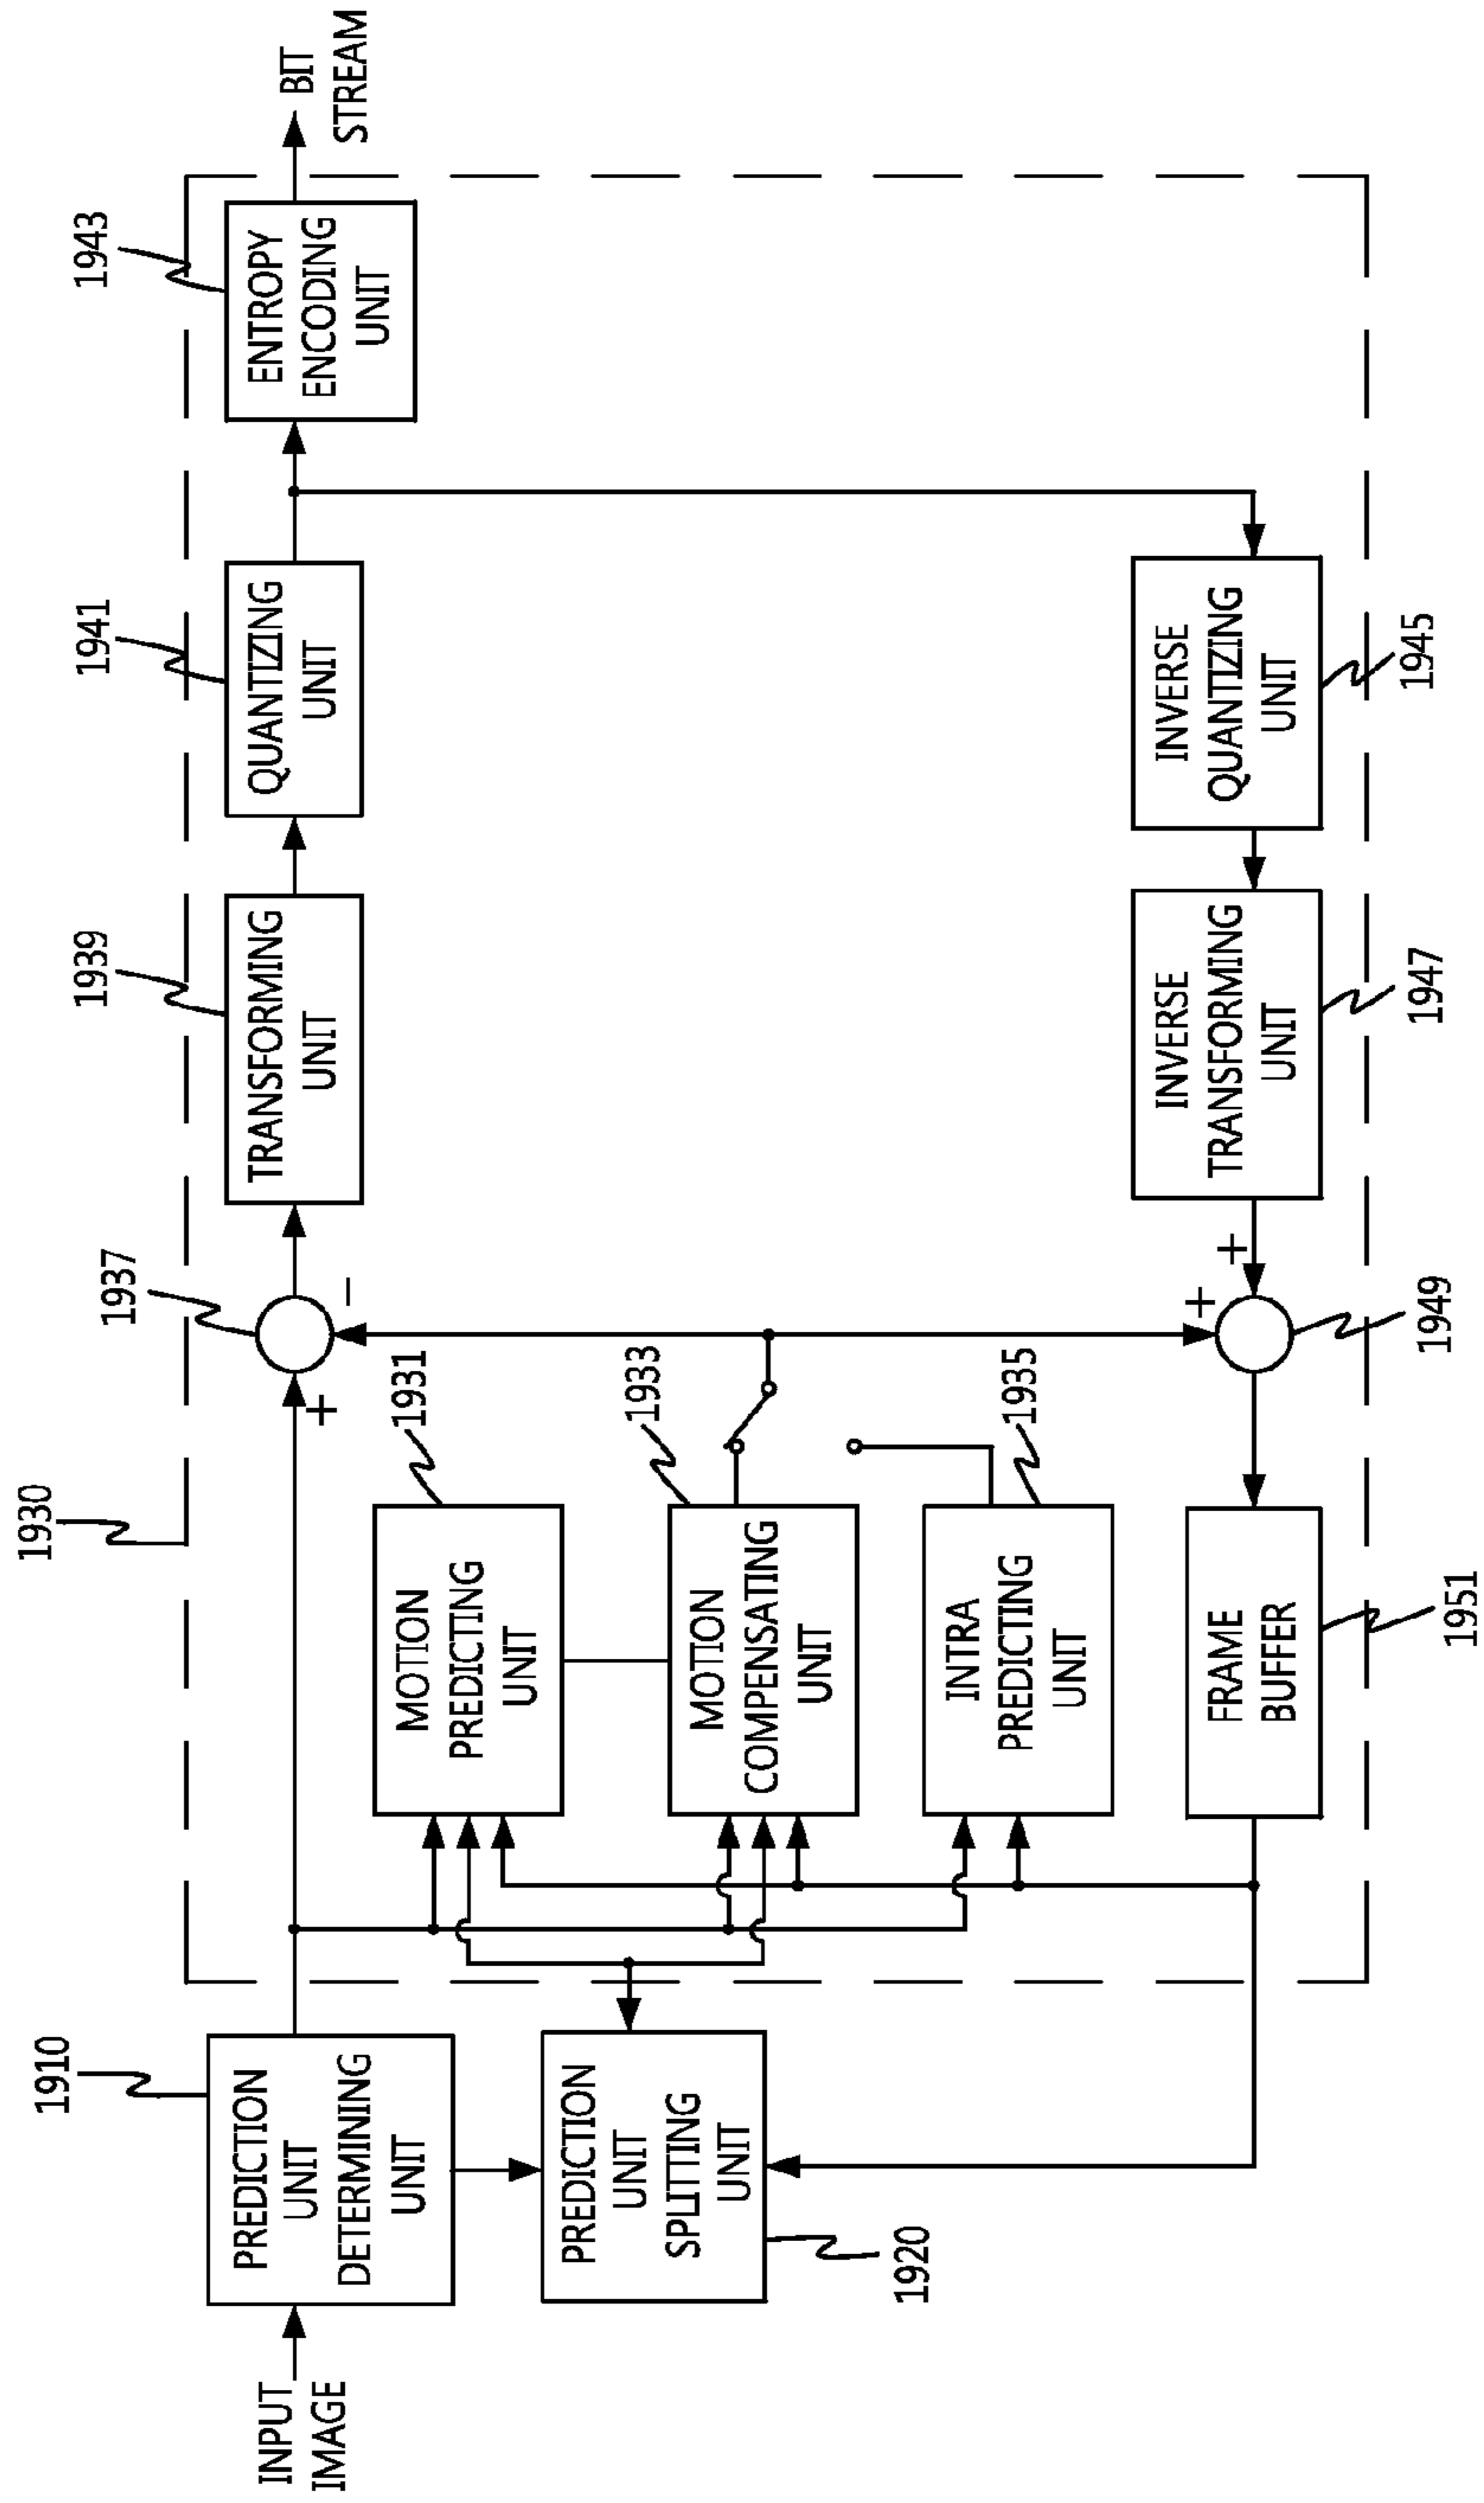 1930
1910
1937
1939
1941
1943
INPUT
IMAGE
PREDICTION
UNIT
DETERMINING
UNIT
+
−
TRANSFORMING
UNIT
QUANTIZING
UNIT
ENTROPY
ENCODING
UNIT
BIT
STREAM
1931
MOTION
PREDICTING
UNIT
PREDICTION
UNIT
SPLITTING
UNIT
1920
1933
MOTION
COMPENSATING
UNIT
1935
INTRA
PREDICTING
UNIT
FRAME
BUFFER
+
+
INVERSE
TRANSFORMING
UNIT
INVERSE
QUANTIZING
UNIT
1951
1949
1947
1945